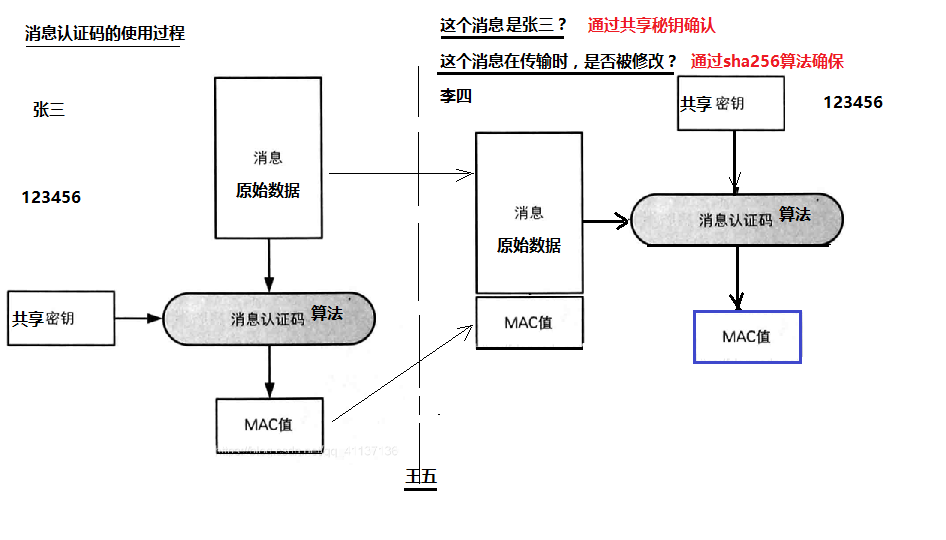 消息认证码的使用过程
这个消息是张三？ 通过共享秘钥确认
这个消息在传输时，是否被修改？ 通过sha256算法确保
张三
123456
消息
原始数据
共享密钥
消息认证码 算法
MAC值
李四
消息
原始数据
MAC值
共享 密钥
123456
消息认证码 算法
MAC值
王五